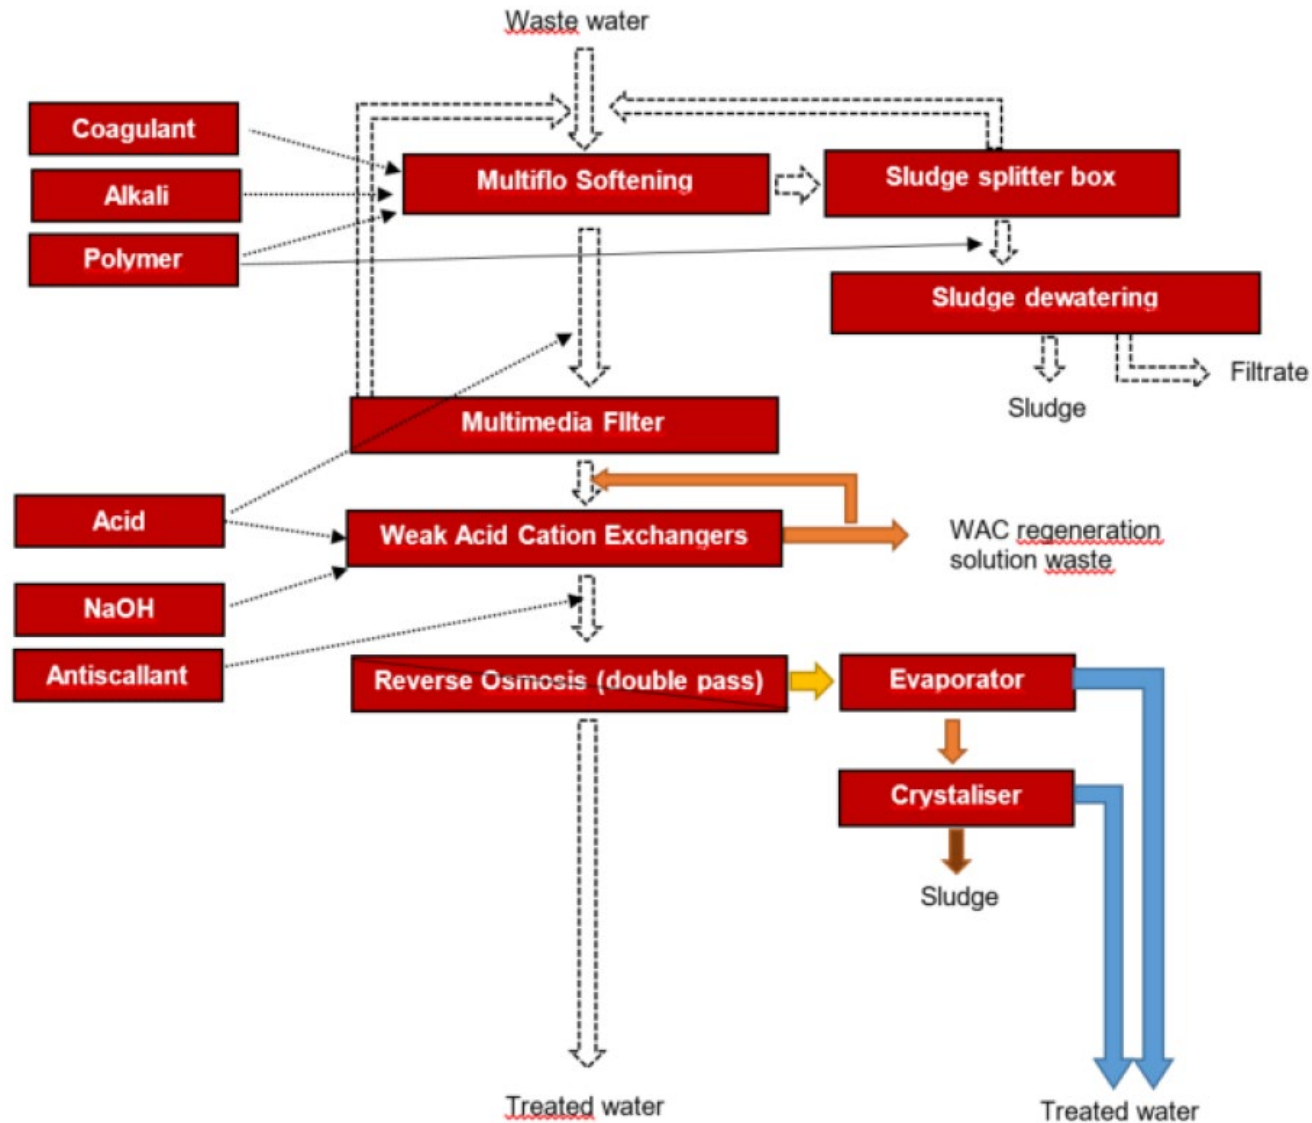 Waste water
Coagulant
Alkali
Polymer
Multiflo Softening
Sludge splitter box
Sludge dewatering
Filtrate
Sludge
Multimedia FIlter
Acid
Weak Acid Cation Exchangers
WAC regeneration
solution waste
NaOH
Antiscallant
Reverse Osmosis (double pass)
Evaporator
Crystaliser
Sludge
Treated water
Treated water